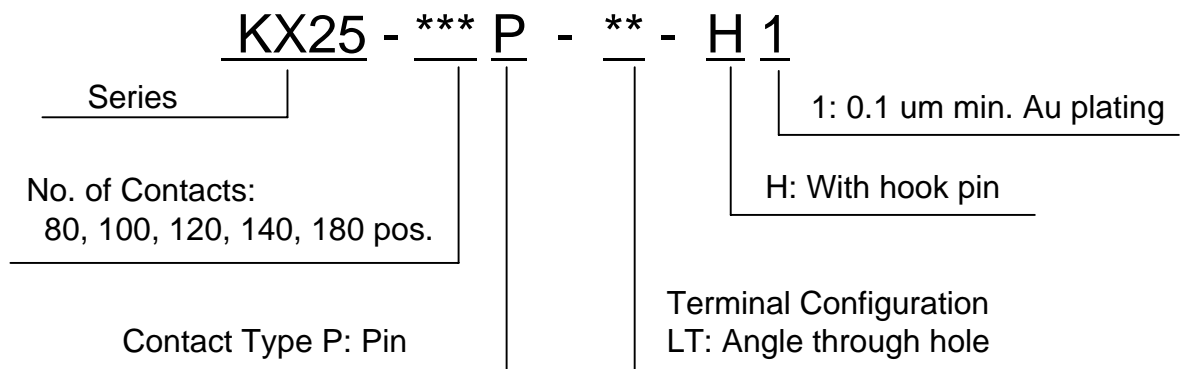 KX25 - *** P - ** - H 1
Series
1: 0.1 um min. Au plating
No. of Contacts:
80, 100, 120, 140, 180 pos.
H: With hook pin
Contact Type P: Pin
Terminal Configuration
LT: Angle through hole